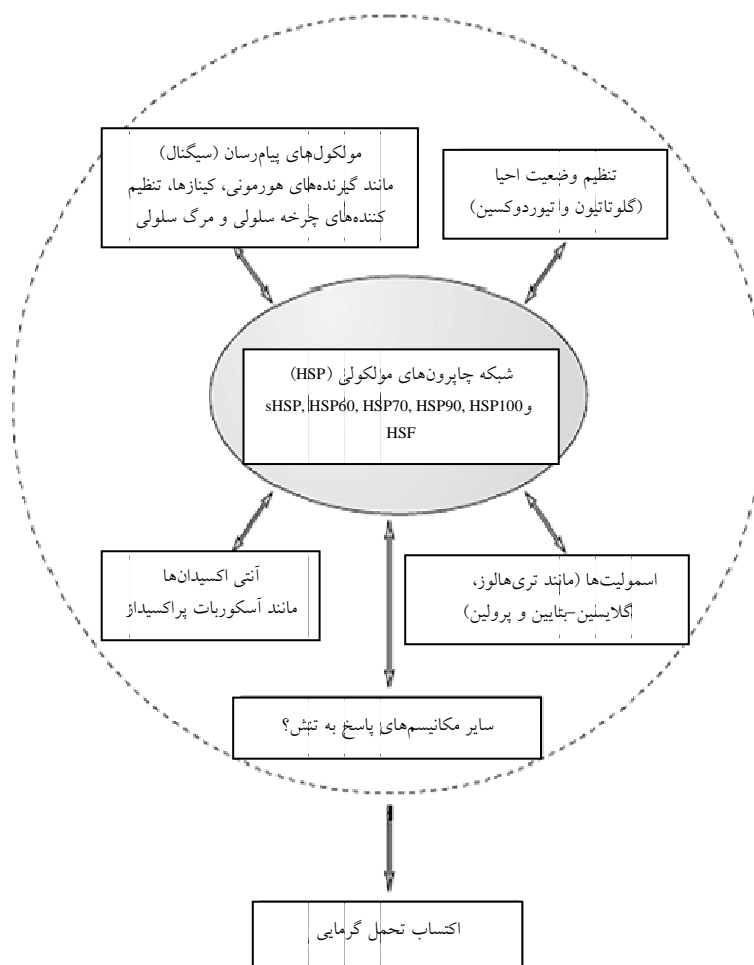 مولکول‌های پیام‌رسان (سیگنال)
مانند گیرنده‌های هورمونی، کینازها، تنظیم
کننده‌های چرخه سلولی و مرگ سلولی
تنظیم وضعیت احیا
(گلوتاتیون و تیوردوکسین)
شبکه چاپرون‌های مولکولی (HSP)
sHSP, HSP60, HSP70, HSP90, HSP100 و
HSF
آنتی اکسیدان‌ها
مانند آسکوربات پراکسیداز
اسمولیت‌ها (مانند تری‌هالوز،
گلایسین-بتایین و پرولین)
سایر مکانیسم‌های پاسخ به تنش؟
اکتساب تحمل گرمایی